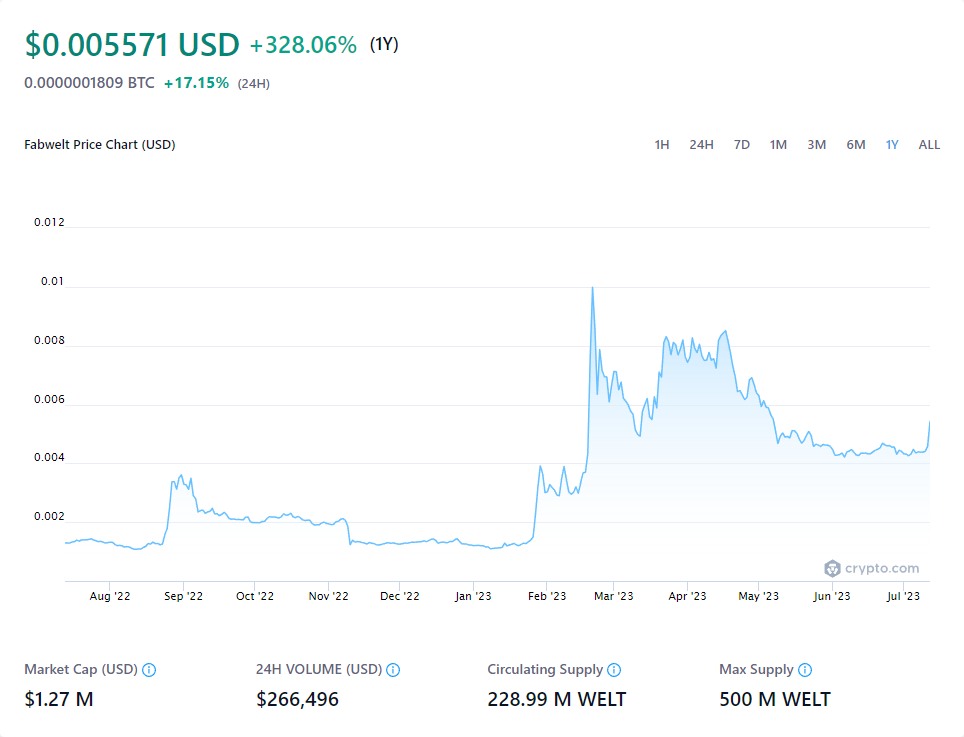 $0.005571 USD +328.06% (1Y)
0.0000001809 BTC +17.15% (24H)
Fabwelt Price Chart (USD) 1H 24H 7D 1M 3M 6M 1Y ALL
0.012
0.01
0.008
0.006
0.004
0.002
crypto.com
Aug '22 Sep '22 Oct '22 Nov '22 Dec '22 Jan '23 Feb '23 Mar '23 Apr '23 May '23 Jun '23 Jul '23
Market Cap (USD) 24H VOLUME (USD) Circulating Supply Max Supply
$1.27 M $266,496 228.99 M WELT 500 M WELT